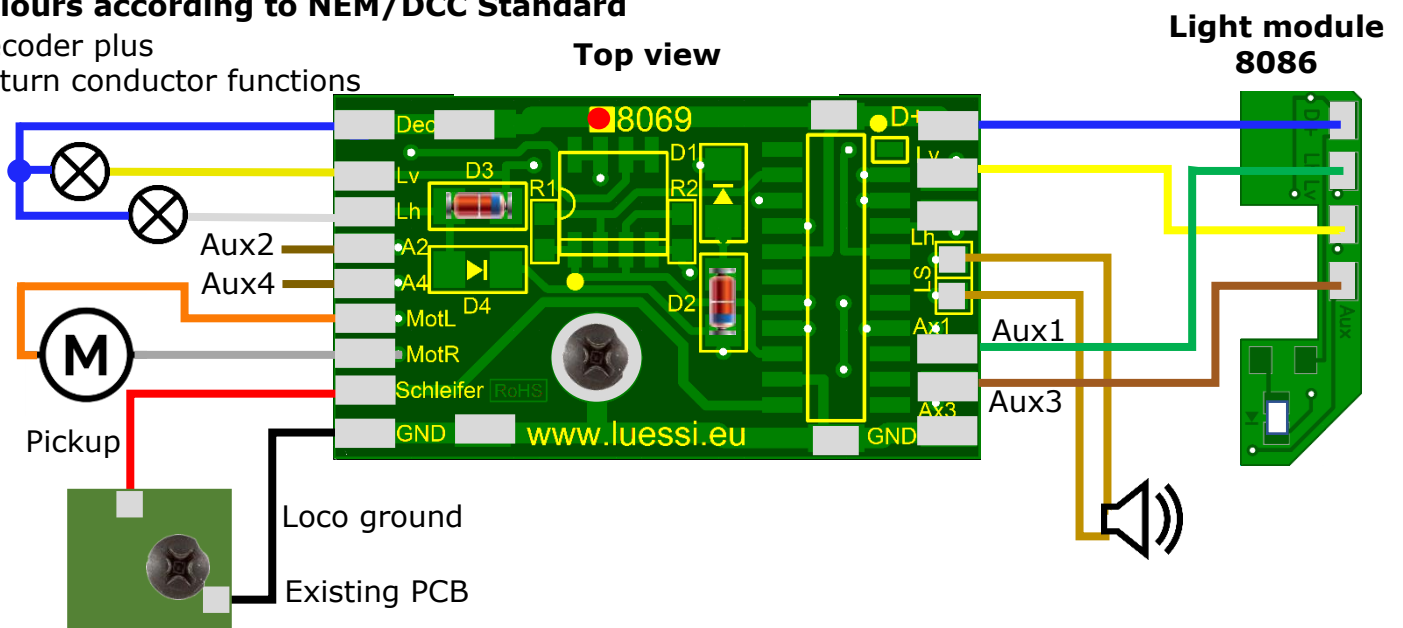 lours according to NEM/DCC Standard
coder plus
turn conductor functions
Top view
Light module
8086
Dec
8069
D+
Lv
Lh
A2
A4
MotL
MotR
Schleifer
GND
D3
R1
D1
R2
D4
D2
RoHS
www.luessi.eu
Lv
Lh
LS
Ax1
Ax3
GND
Aux2
Aux4
M
Pickup
Loco ground
Existing PCB
Aux1
Aux3
D+
Lv
Aux